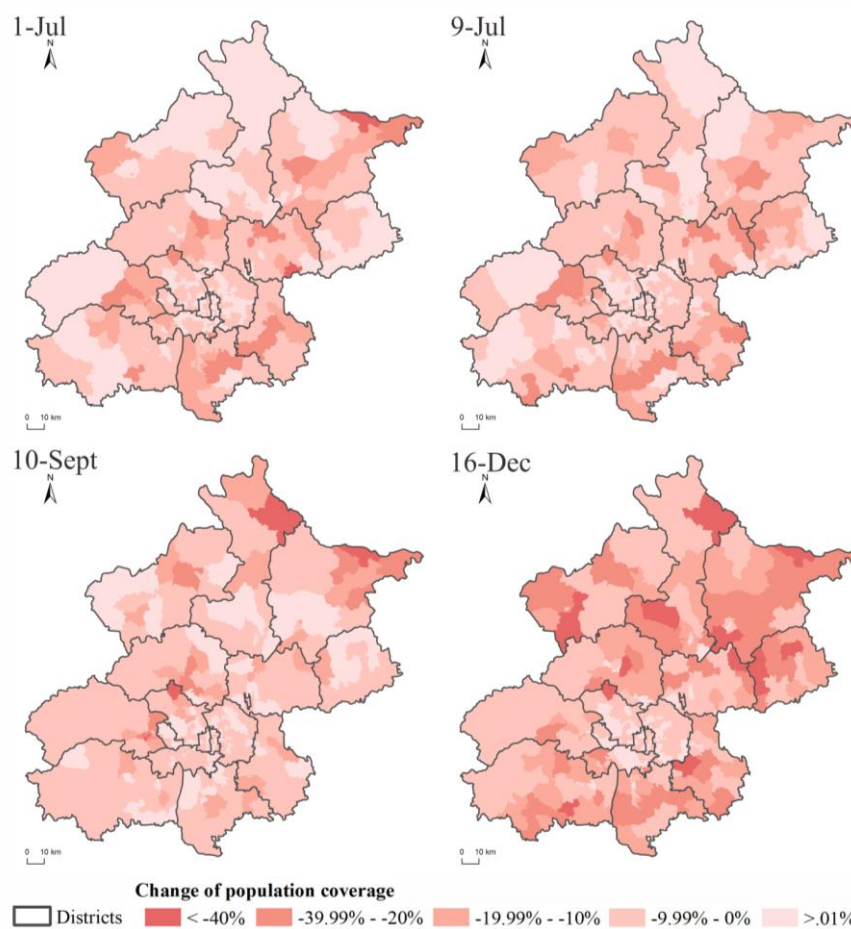 1-Jul
N
0 10 km
9-Jul
N
0 10 km
10-Sept
N
0 10 km
16-Dec
N
0 10 km
Change of population coverage
Districts < -40% -39.99% - -20% -19.99% - -10% -9.99% - 0% >.01%